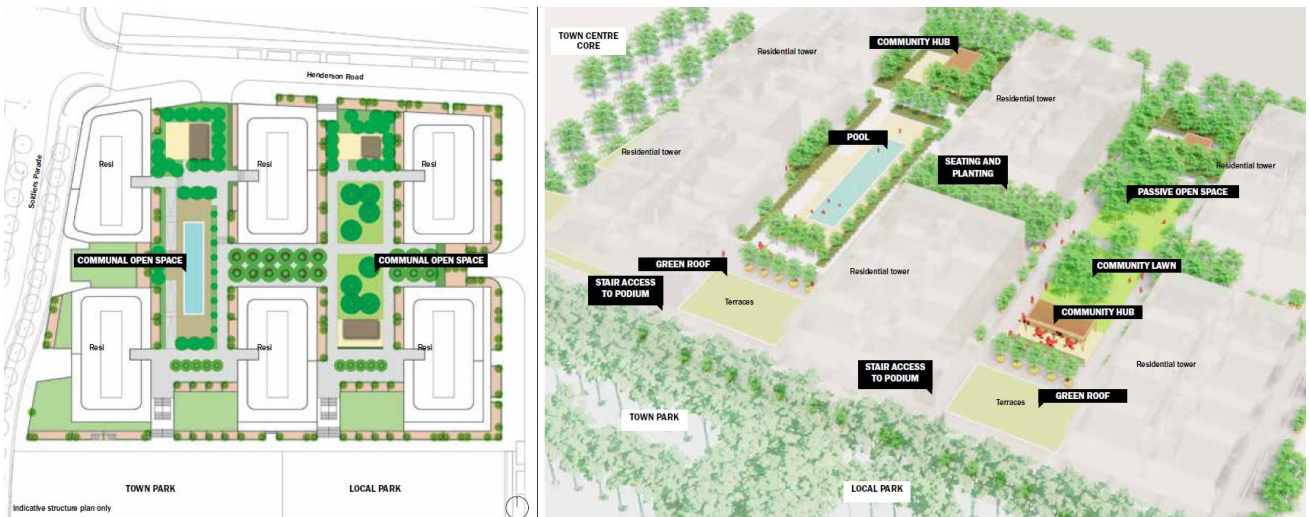 Henderson Road
Soldiers Parade
Resi
Resi
Resi
COMMUNAL OPEN SPACE
COMMUNAL OPEN SPACE
Resi
Resi
Resi
TOWN PARK
LOCAL PARK
Indicative structure plan only
TOWN CENTRE
CORE
Residential tower
COMMUNITY HUB
Residential tower
Residential tower
POOL
SEATING AND
PLANTING
Residential tower
PASSIVE OPEN SPACE
GREEN ROOF
STAIR ACCESS
TO PODIUM
Residential tower
COMMUNITY LAWN
Terraces
COMMUNITY HUB
STAIR ACCESS
TO PODIUM
Residential tower
Terraces
GREEN ROOF
TOWN PARK
LOCAL PARK